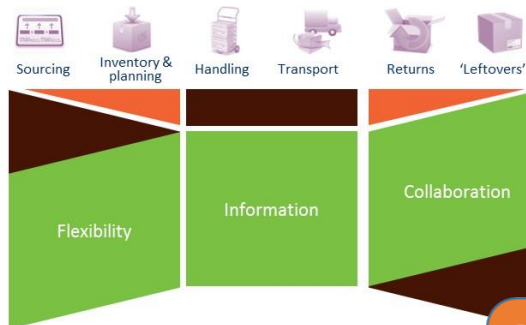 Sourcing
Inventory &
planning
Handling
Transport
Returns
'Leftovers'
Flexibility
Information
Collaboration